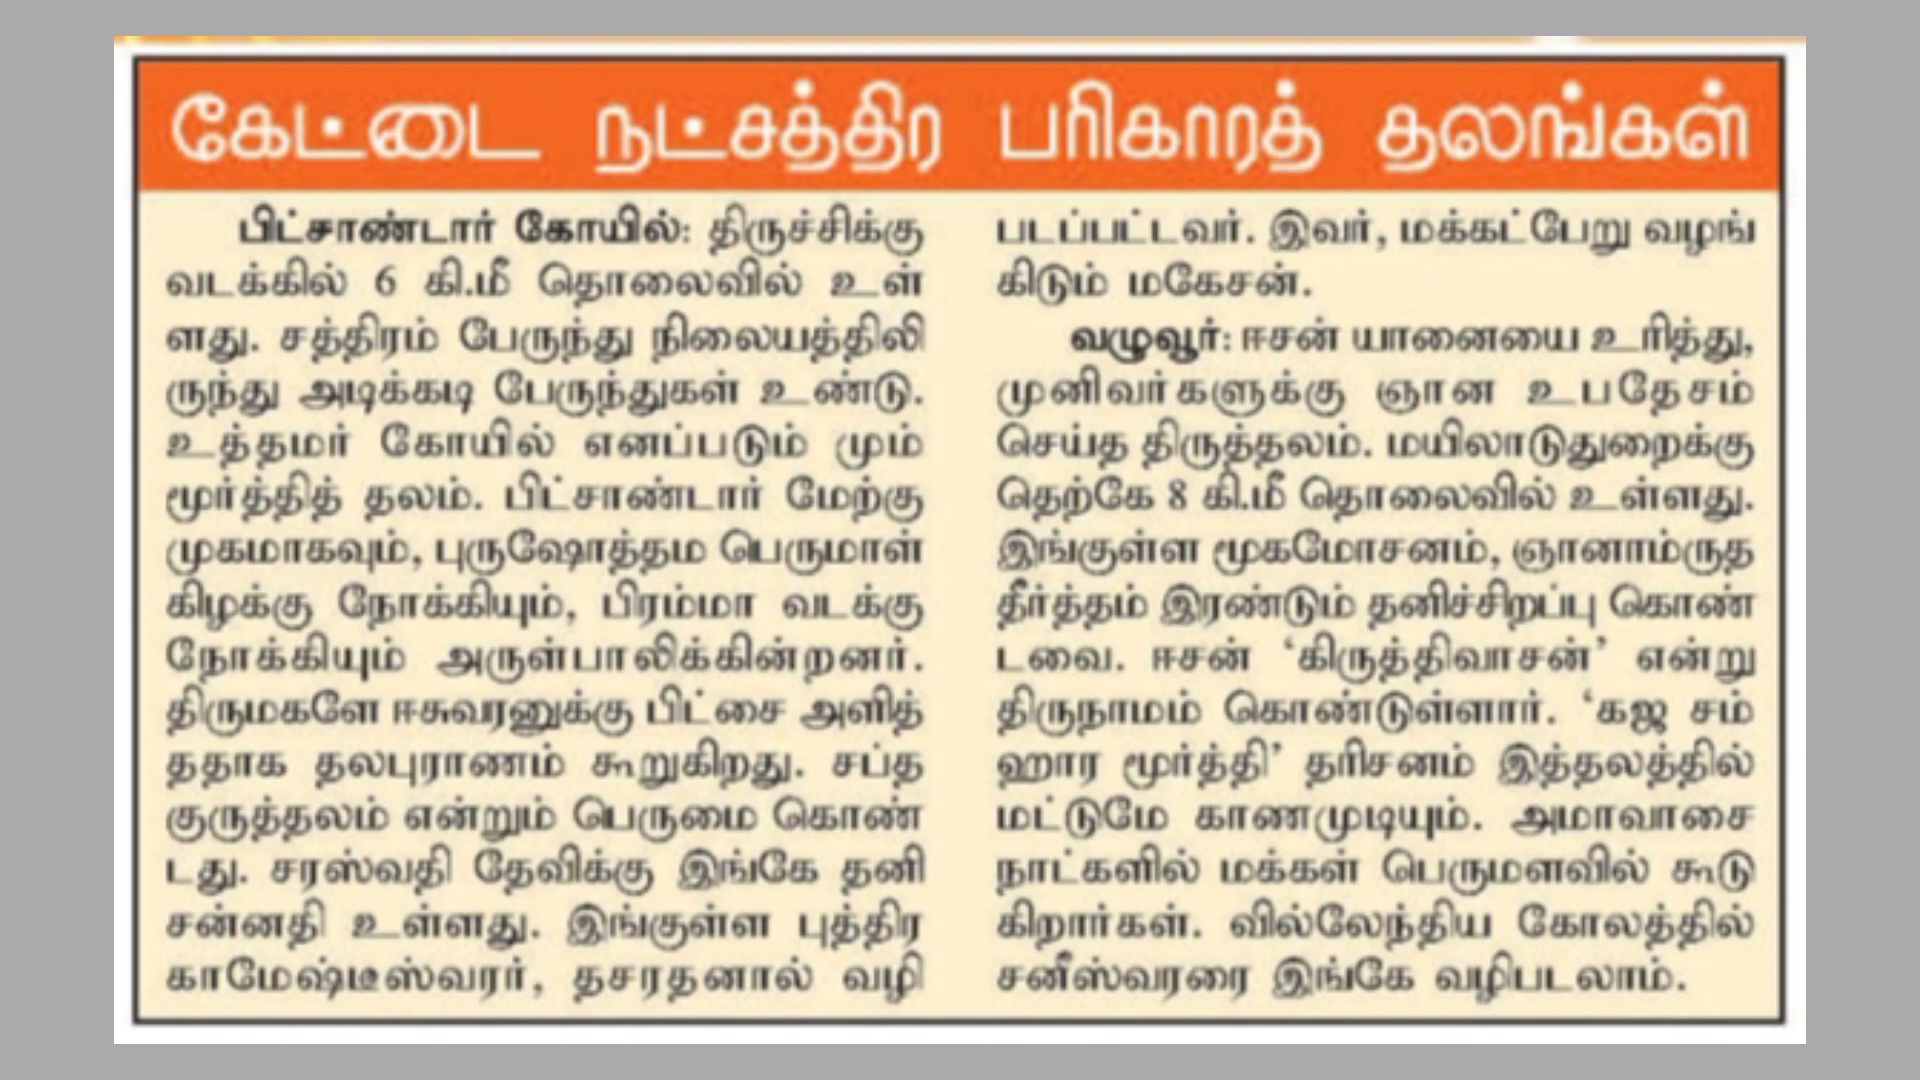 கேட்டை நட்சத்திர பரிகாரத் தலங்கள்
பிட்சாண்டார் கோயில்: திருச்சிக்கு
வடக்கில் 6 கி.மீ தொலைவில் உள்
ளது. சத்திரம் பேருந்து நிலையத்திலி
ருந்து அடிக்கடி பேருந்துகள் உண்டு.
உத்தமர் கோயில் எனப்படும் மும்
மூர்த்தித் தலம். பிட்சாண்டார் மேற்கு
முகமாகவும், புருஷோத்தம பெருமாள்
கிழக்கு நோக்கியும், பிரம்மா வடக்கு
நோக்கியும் அருள்பாலிக்கின்றனர்.
திருமகளே ஈசுவரனுக்கு பிட்சை அளித்
ததாக தலபுராணம் கூறுகிறது. சப்த
குருத்தலம் என்றும் பெருமை கொண்
டது. சரஸ்வதி தேவிக்கு இங்கே தனி
சன்னதி உள்ளது. இங்குள்ள புத்திர
காமேஷ்டீஸ்வரர், தசரதனால் வழி
படப்பட்டவர். இவர், மக்கட்பேறு வழங்
கிடும் மகேசன்.
வழுவூர்: ஈசன் யானையை உரித்து,
முனிவர்களுக்கு ஞான உபதேசம்
செய்த திருத்தலம். மயிலாடுதுறைக்கு
தெற்கே 8 கி.மீ தொலைவில் உள்ளது.
இங்குள்ள மூகமோசனம், ஞானாம்ருத
தீர்த்தம் இரண்டும் தனிச்சிறப்பு கொண்
டவை. ஈசன் ‘கிருத்திவாசன்’ என்று
திருநாமம் கொண்டுள்ளார். ‘கஜ சம்
ஹார மூர்த்தி’ தரிசனம் இத்தலத்தில்
மட்டுமே காணமுடியும். அமாவாசை
நாட்களில் மக்கள் பெருமளவில் கூடு
கிறார்கள். வில்லேந்திய கோலத்தில்
சனீஸ்வரரை இங்கே வழிபடலாம்.